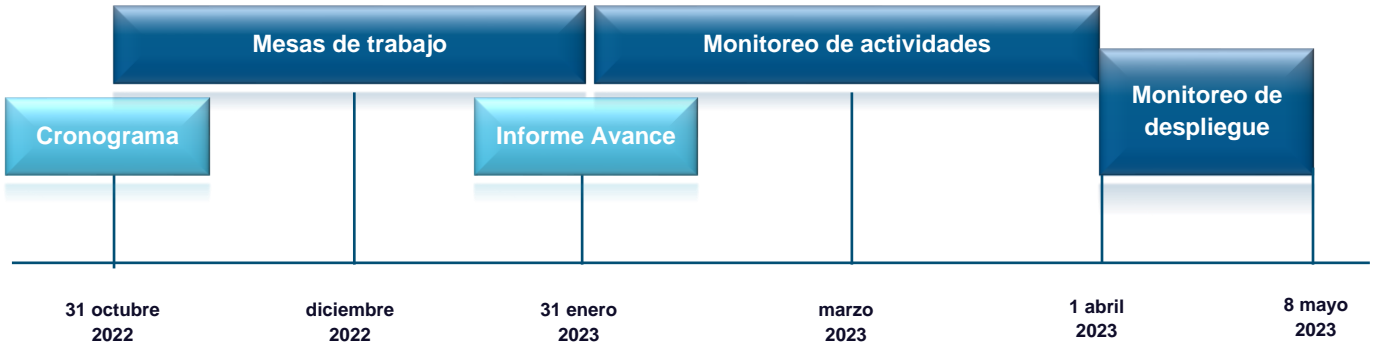 Mesas de trabajo
Monitoreo de actividades
Monitoreo de
despliegue
Cronograma
Informe Avance
31 octubre
2022
diciembre
2022
31 enero
2023
marzo
2023
1 abril
2023
8 mayo
2023